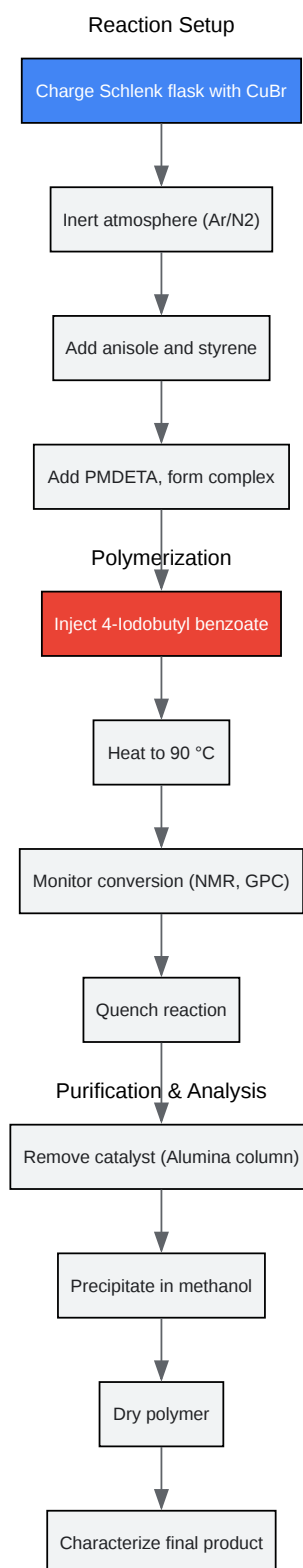 Reaction Setup
Charge Schlenk flask with CuBr
Inert atmosphere (Ar/N2)
Add anisole and styrene
Add PMDETA, form complex
Polymerization
Inject 4-Iodobutyl benzoate
Heat to 90 °C
Monitor conversion (NMR, GPC)
Quench reaction
Purification & Analysis
Remove catalyst (Alumina column)
Precipitate in methanol
Dry polymer
Characterize final product